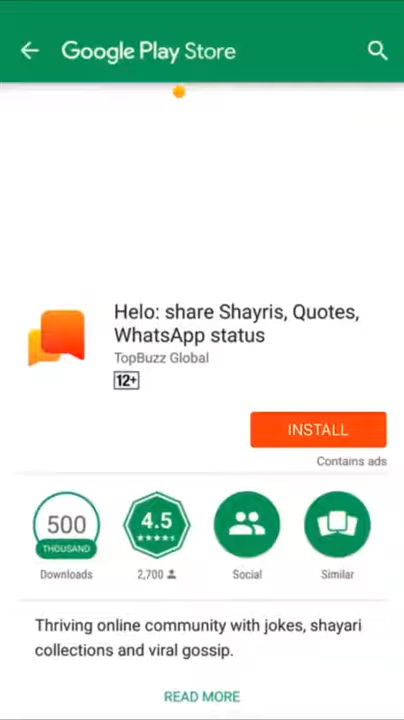 Google Play Store
Helo: share Shayris, Quotes,
WhatsApp status
TopBuzz Global
12+
INSTALL
Contains ads
500
THOUSAND
4.5
Downloads
2,700
Social
Similar
Thriving online community with jokes, shayari
collections and viral gossip.
READ MORE